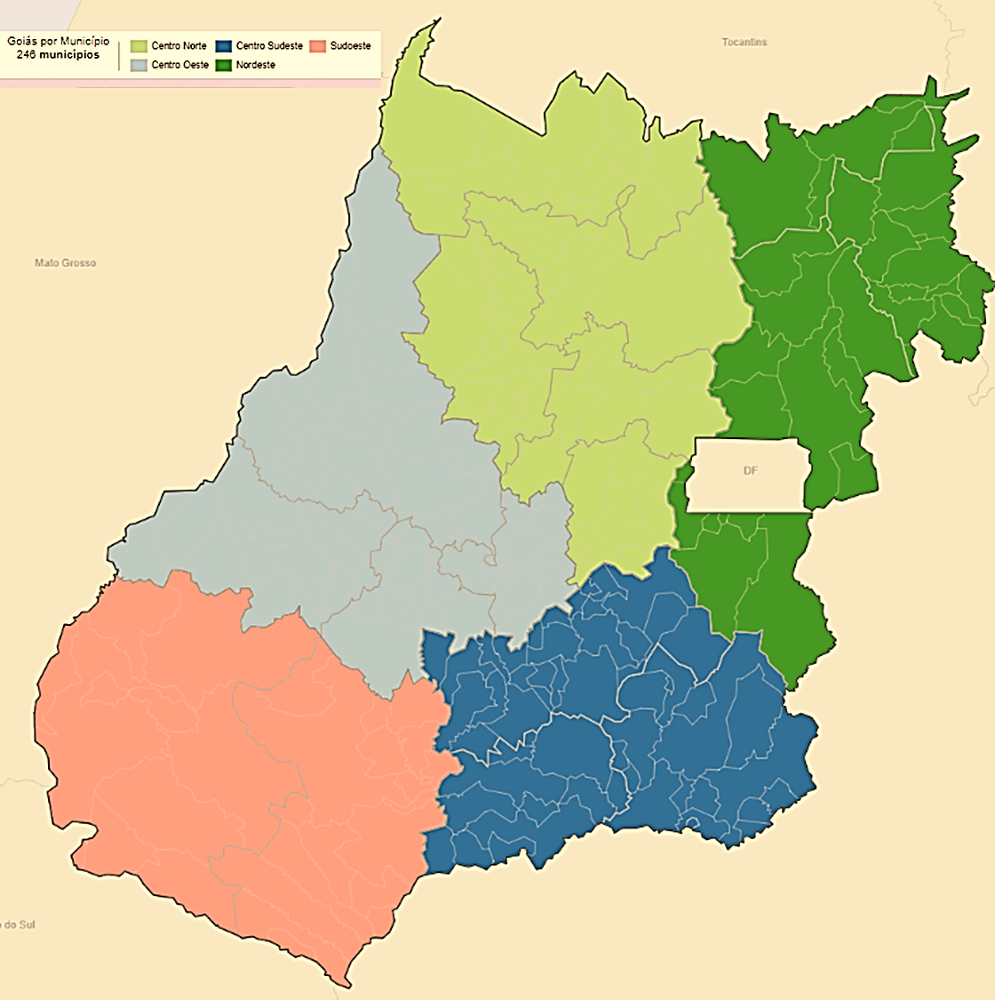 Goiás por Município
246 municípios
Centro Norte
Centro Sudeste
Sudoeste
Centro Oeste
Nordeste
Tocantins
Mato Grosso
DF
do Sul